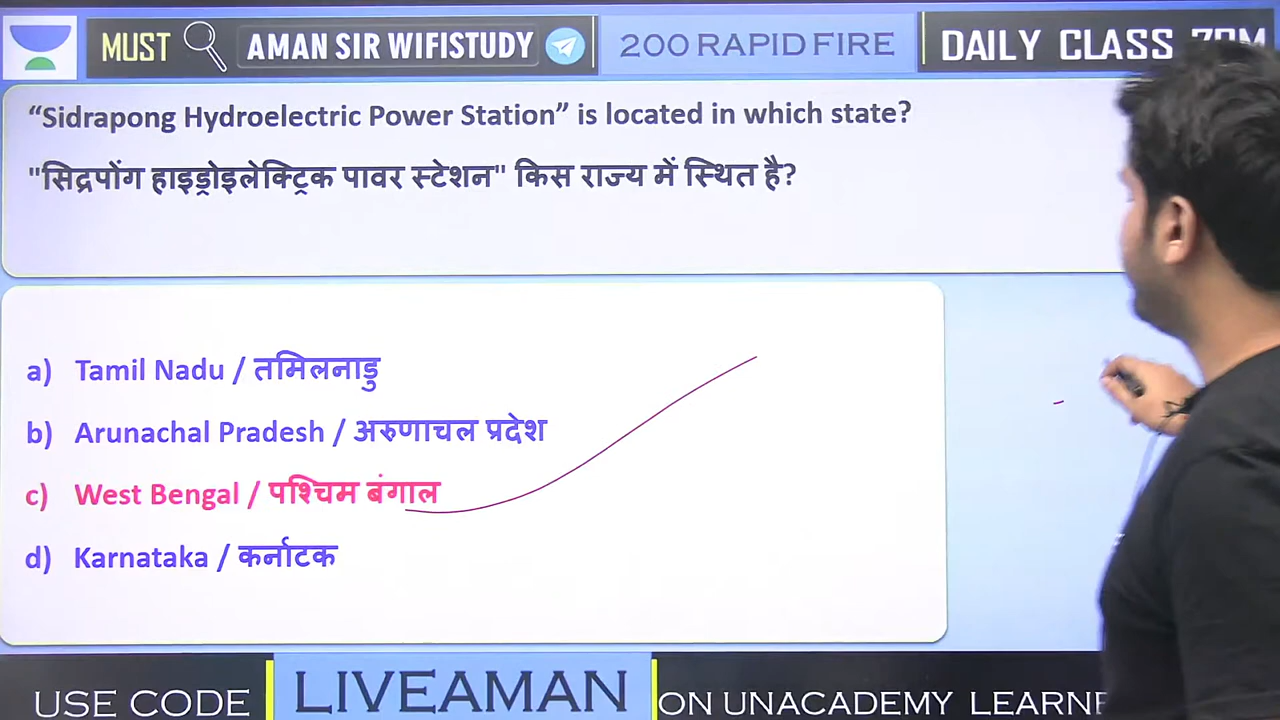 MUST AMAN SIR WIFISTUDY 200 RAPID FIRE DAILY CLASS 7PM
“Sidrapong Hydroelectric Power Station” is located in which state?
"सिद्रपोंग हाइड्रोइलेक्ट्रिक पावर स्टेशन" किस राज्य में स्थित है?
a) Tamil Nadu / तमिलनाडु
b) Arunachal Pradesh / अरुणाचल प्रदेश
c) West Bengal / पश्चिम बंगाल
d) Karnataka / कर्नाटक
USE CODE LIVEAMAN ON UNACADEMY LEARNE